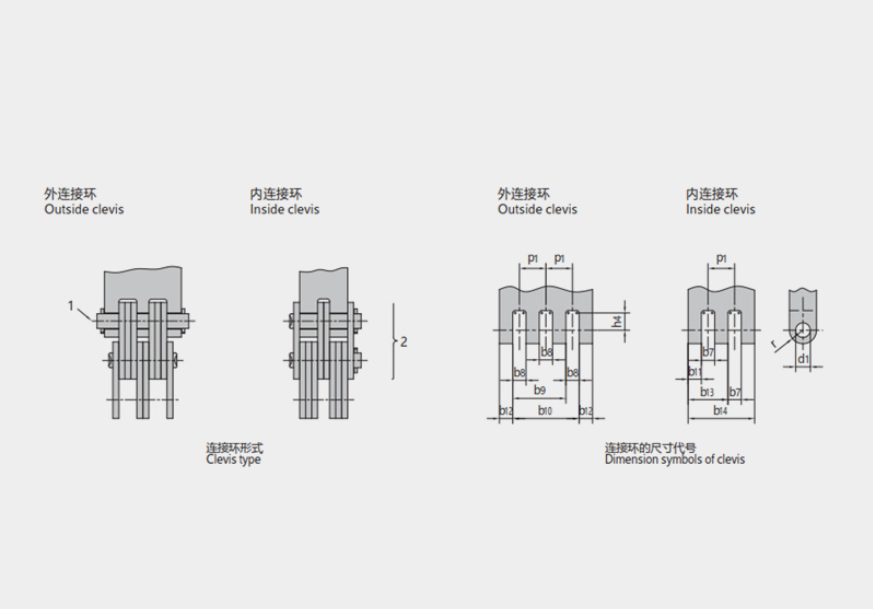 外连接环
Outside clevis
内连接环
Inside clevis
外连接环
Outside clevis
内连接环
Inside clevis
p1
p1
p1
1
2
h4
b8
b8
b8
b9
b12
b10
b12
b7
b11
b13
b7
b14
r
d1
连接环形式
Clevis type
连接环的尺寸代号
Dimension symbols of clevis